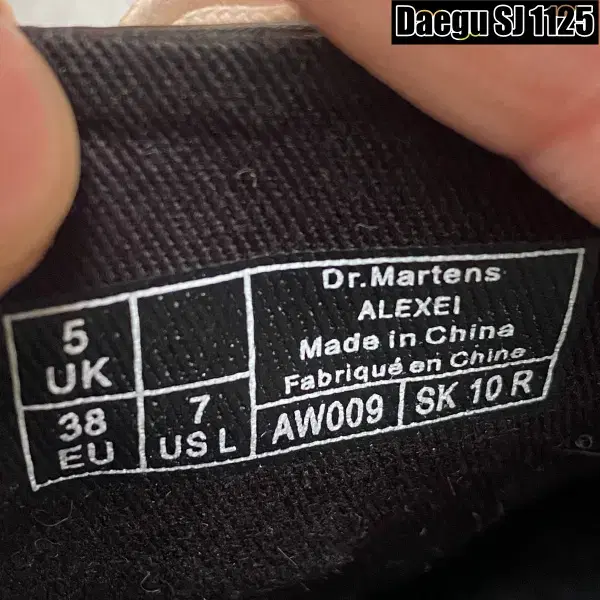 Daegu SJ 1125
Dr.Martens
ALEXEI
Made in China
Fabriqué en Chine
5
UK
38
EU
7
US L
AW009
SK 10 R